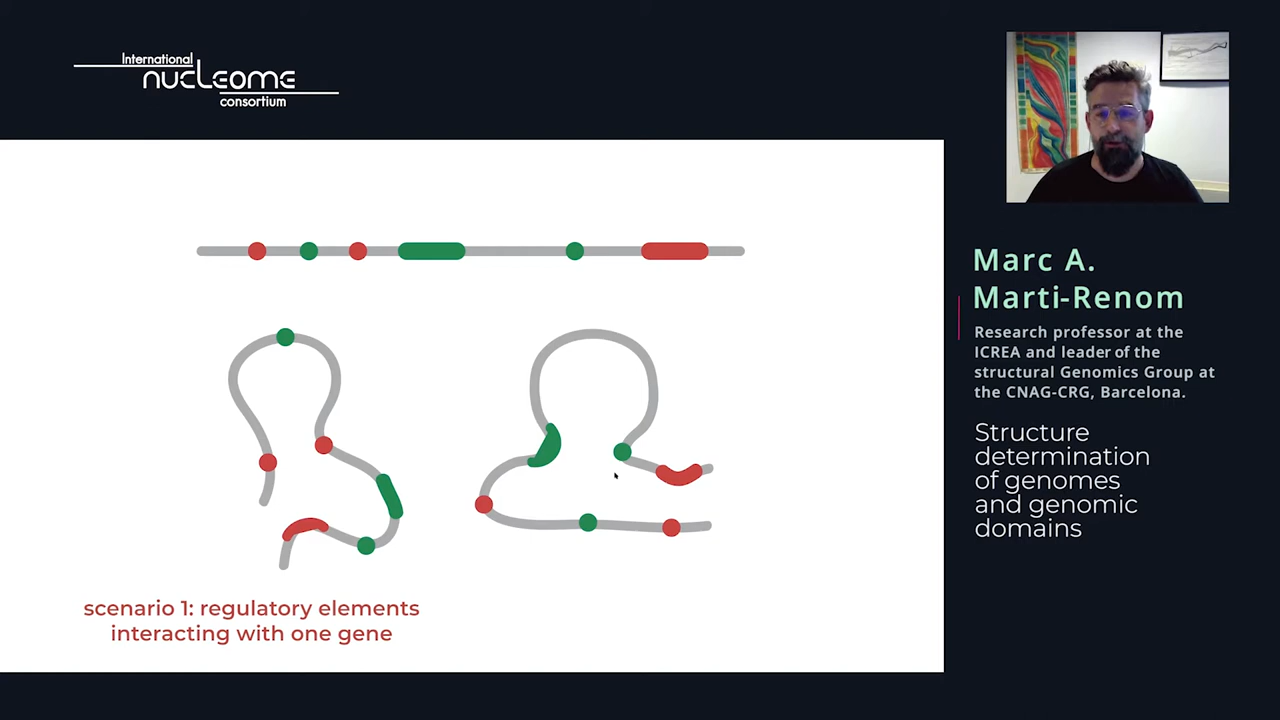 International
nucleome
consortium
Marc A.
Marti-Renom
Research professor at the
ICREA and leader of the
structural Genomics Group at
the CNAG-CRG, Barcelona.
Structure
determination
of genomes
and genomic
domains
scenario 1: regulatory elements
interacting with one gene